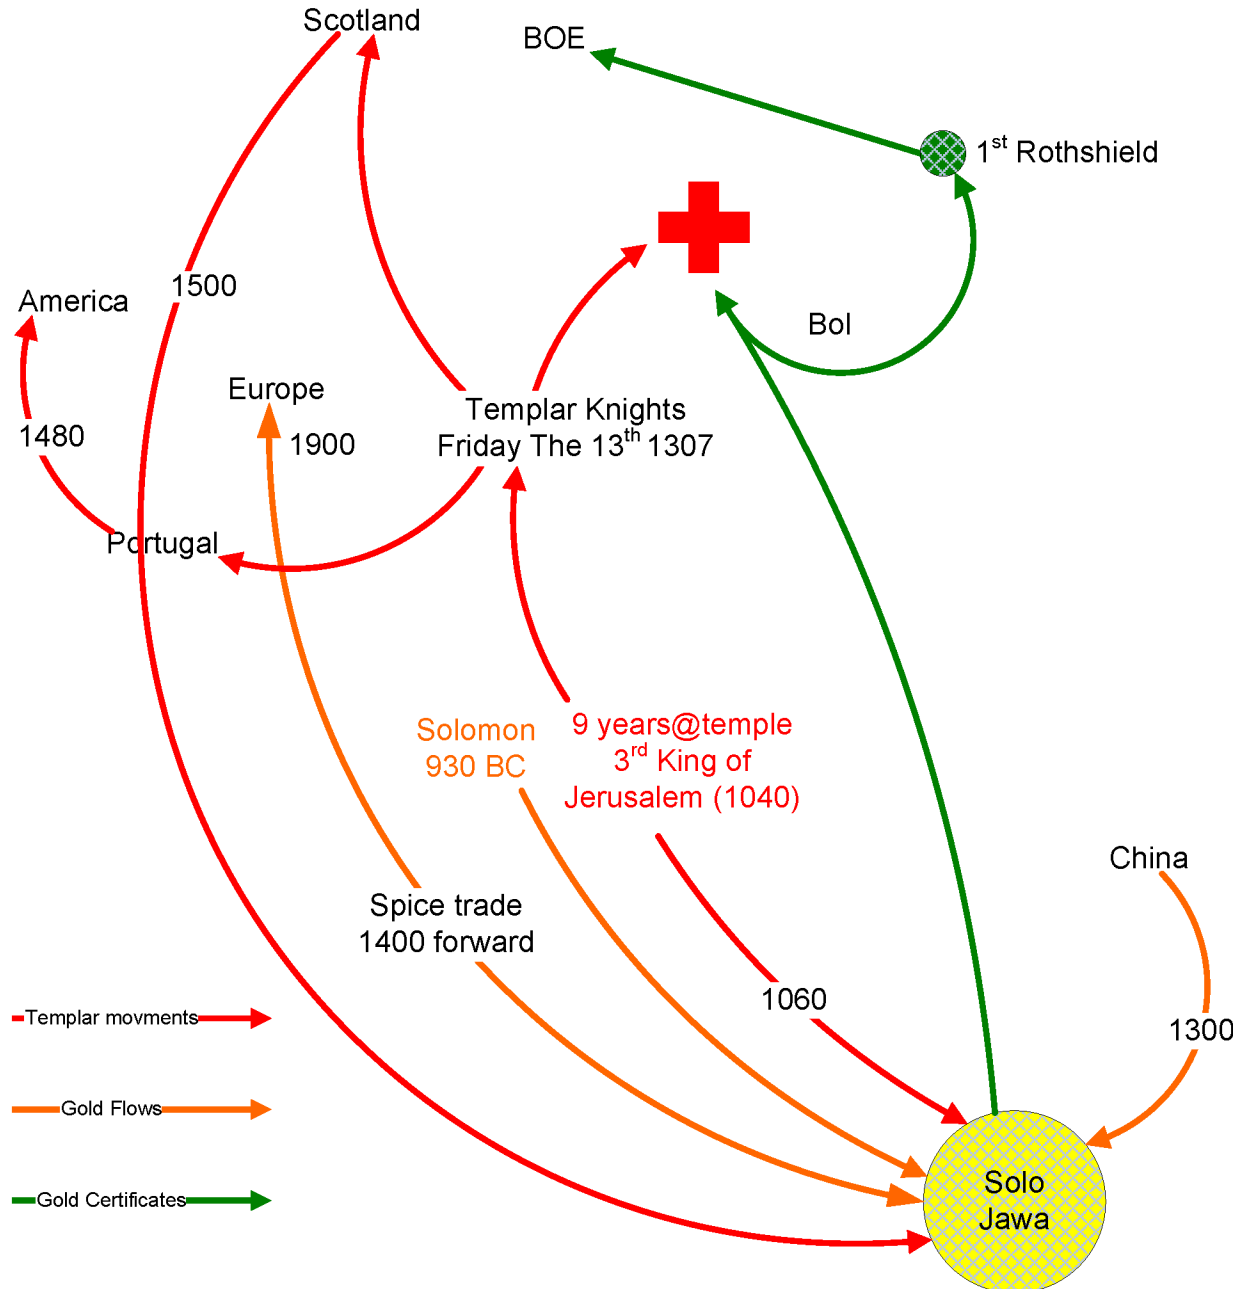 Scotland
BOE
1st Rothshield
1500
America
BoI
Europe
Templar Knights
1480
1900
Friday The 13th 1307
Portugal
Solomon
930 BC
9 years@temple
3rd King of
Jerusalem (1040)
China
Spice trade
1400 forward
1060
Templar movments
1300
Gold Flows
Gold Certificates
Solo
Jawa